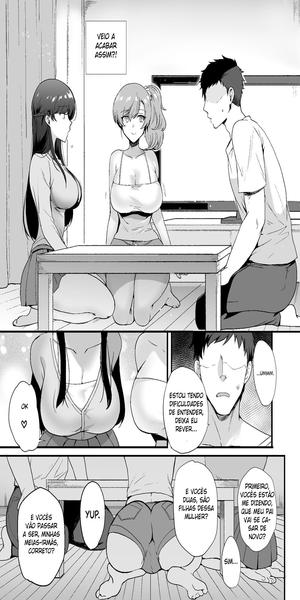 VEIO A
ACABAR
ASSIM?!
...UMMM.
ESTOU TENDO
DIFICULDADES
DE ENTENDER,
DEIXA EU
REVER...
OK
♡
PRIMEIRO,
VOCÊS ESTÃO
ME DIZENDO,
QUE MEU PAI
VAI SE CA-
SAR DE
NOVO?
SIM...
E VOCÊS
DUAS, SÃO
FILHAS DESSA
MULHER?
YUP.
E
VOCÊS
VÃO PASSAR
A SER, MINHAS
MEIAS-IRMÃS,
CORRETO?